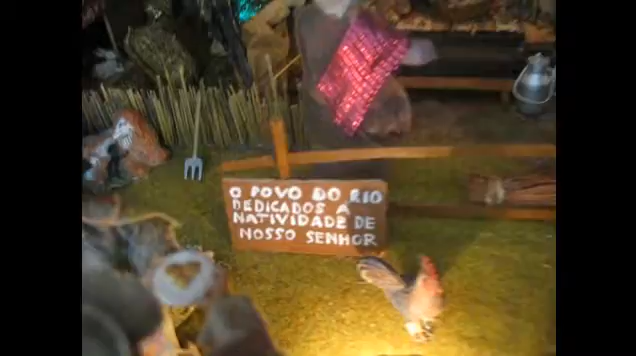 O POVO DO RIO
DEDICADOS A
NATIVIDADE DE
NOSSO SENHOR